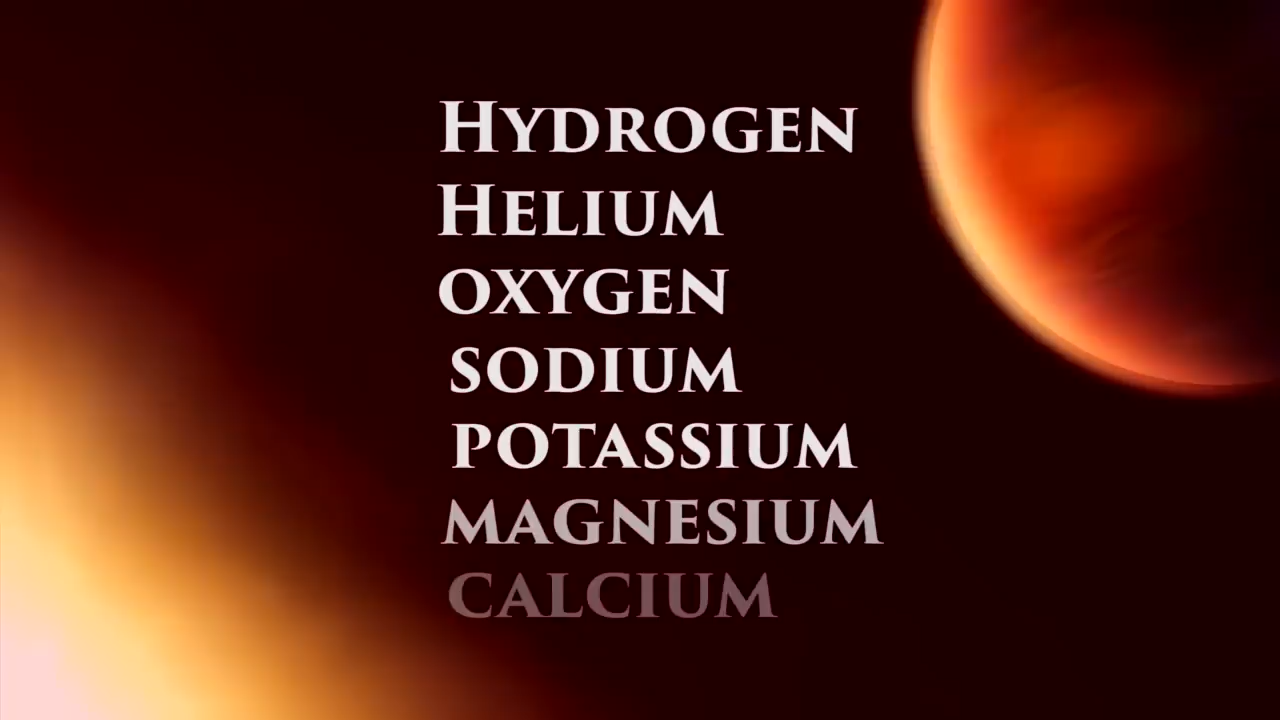 HYDROGEN
HELIUM
OXYGEN
SODIUM
POTASSIUM
MAGNESIUM
CALCIUM